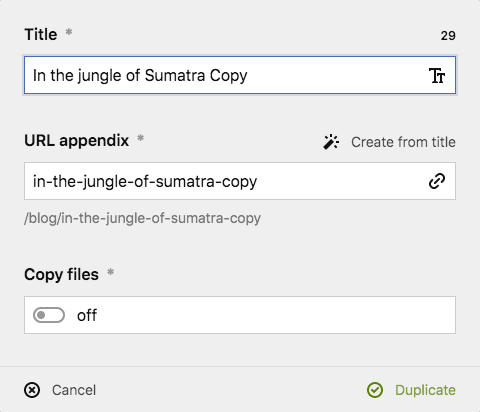 Title * 29
In the jungle of Sumatra Copy
URL appendix * Create from title
in-the-jungle-of-sumatra-copy
/blog/in-the-jungle-of-sumatra-copy
Copy files *
off
Cancel Duplicate